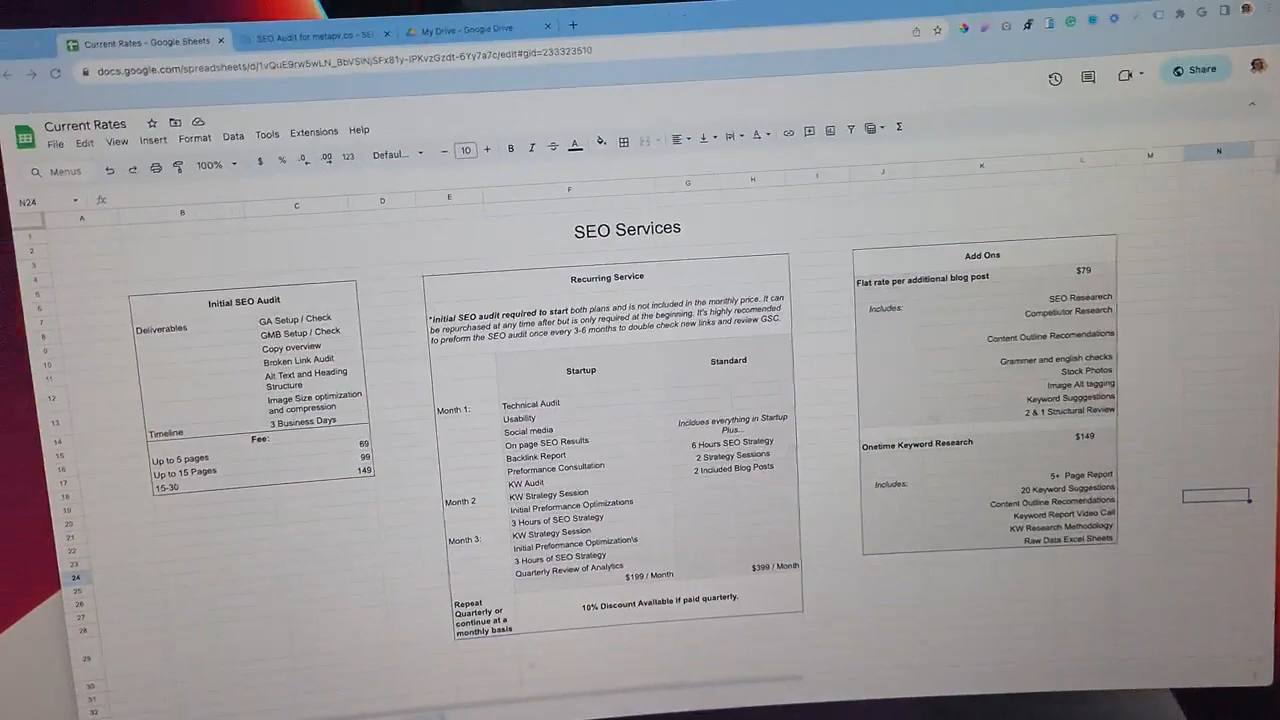 Current Rates - Google Sheets
SEO Audit for metapv.co - SEI
My Drive - Google Drive
Current Rates
File Edit View Insert Format Data Tools Extensions Help
Share
Menus
100% $ % .0 .00 123 Defaul... - 10 + B I A
N24 fx
A B C D E F G H I J K L M N
SEO Services
Initial SEO Audit
Deliverables
GA Setup / Check
GMB Setup / Check
Copy overview
Broken Link Audit
Alt Text and Heading
Structure
Image Size optimization
and compression
Timeline
3 Business Days
Fee:
Up to 5 pages 69
Up to 15 Pages 99
15-30 149
Recurring Service
*Initial SEO audit required to start both plans and is not included in the monthly price. It can
be repurchased at any time after but is only required at the beginning. It's highly recomended
to preform the SEO audit once every 3-6 months to double check new links and review GSC.
Startup
Standard
Month 1:
Technical Audit
Usability
Social media
On page SEO Results
Backlink Report
Preformance Consultation
KW Audit
Month 2
KW Strategy Session
Initial Preformance Optimizations
3 Hours of SEO Strategy
Month 3:
KW Strategy Session
Initial Preformance Optimization's
3 Hours of SEO Strategy
Quarterly Review of Analytics
$199 / Month
Includes everything in Startup
Plus...
6 Hours SEO Strategy
2 Strategy Sessions
2 Included Blog Posts
$399 / Month
Repeat
Quarterly or
continue at a
monthly basis
10% Discount Available if paid quarterly.
Add Ons
Flat rate per additional blog post $79
Includes:
SEO Researech
Competiutor Research
Content Outline Recomendations
Grammer and english checks
Stock Photos
Image Alt tagging
Keyword Sugggestions
2 & 1 Structural Review
Onetime Keyword Research $149
Includes:
5+ Page Report
20 Keyword Suggestions
Content Outline Recomendations
Keyword Report Video Call
KW Research Methodology
Raw Data Excel Sheets